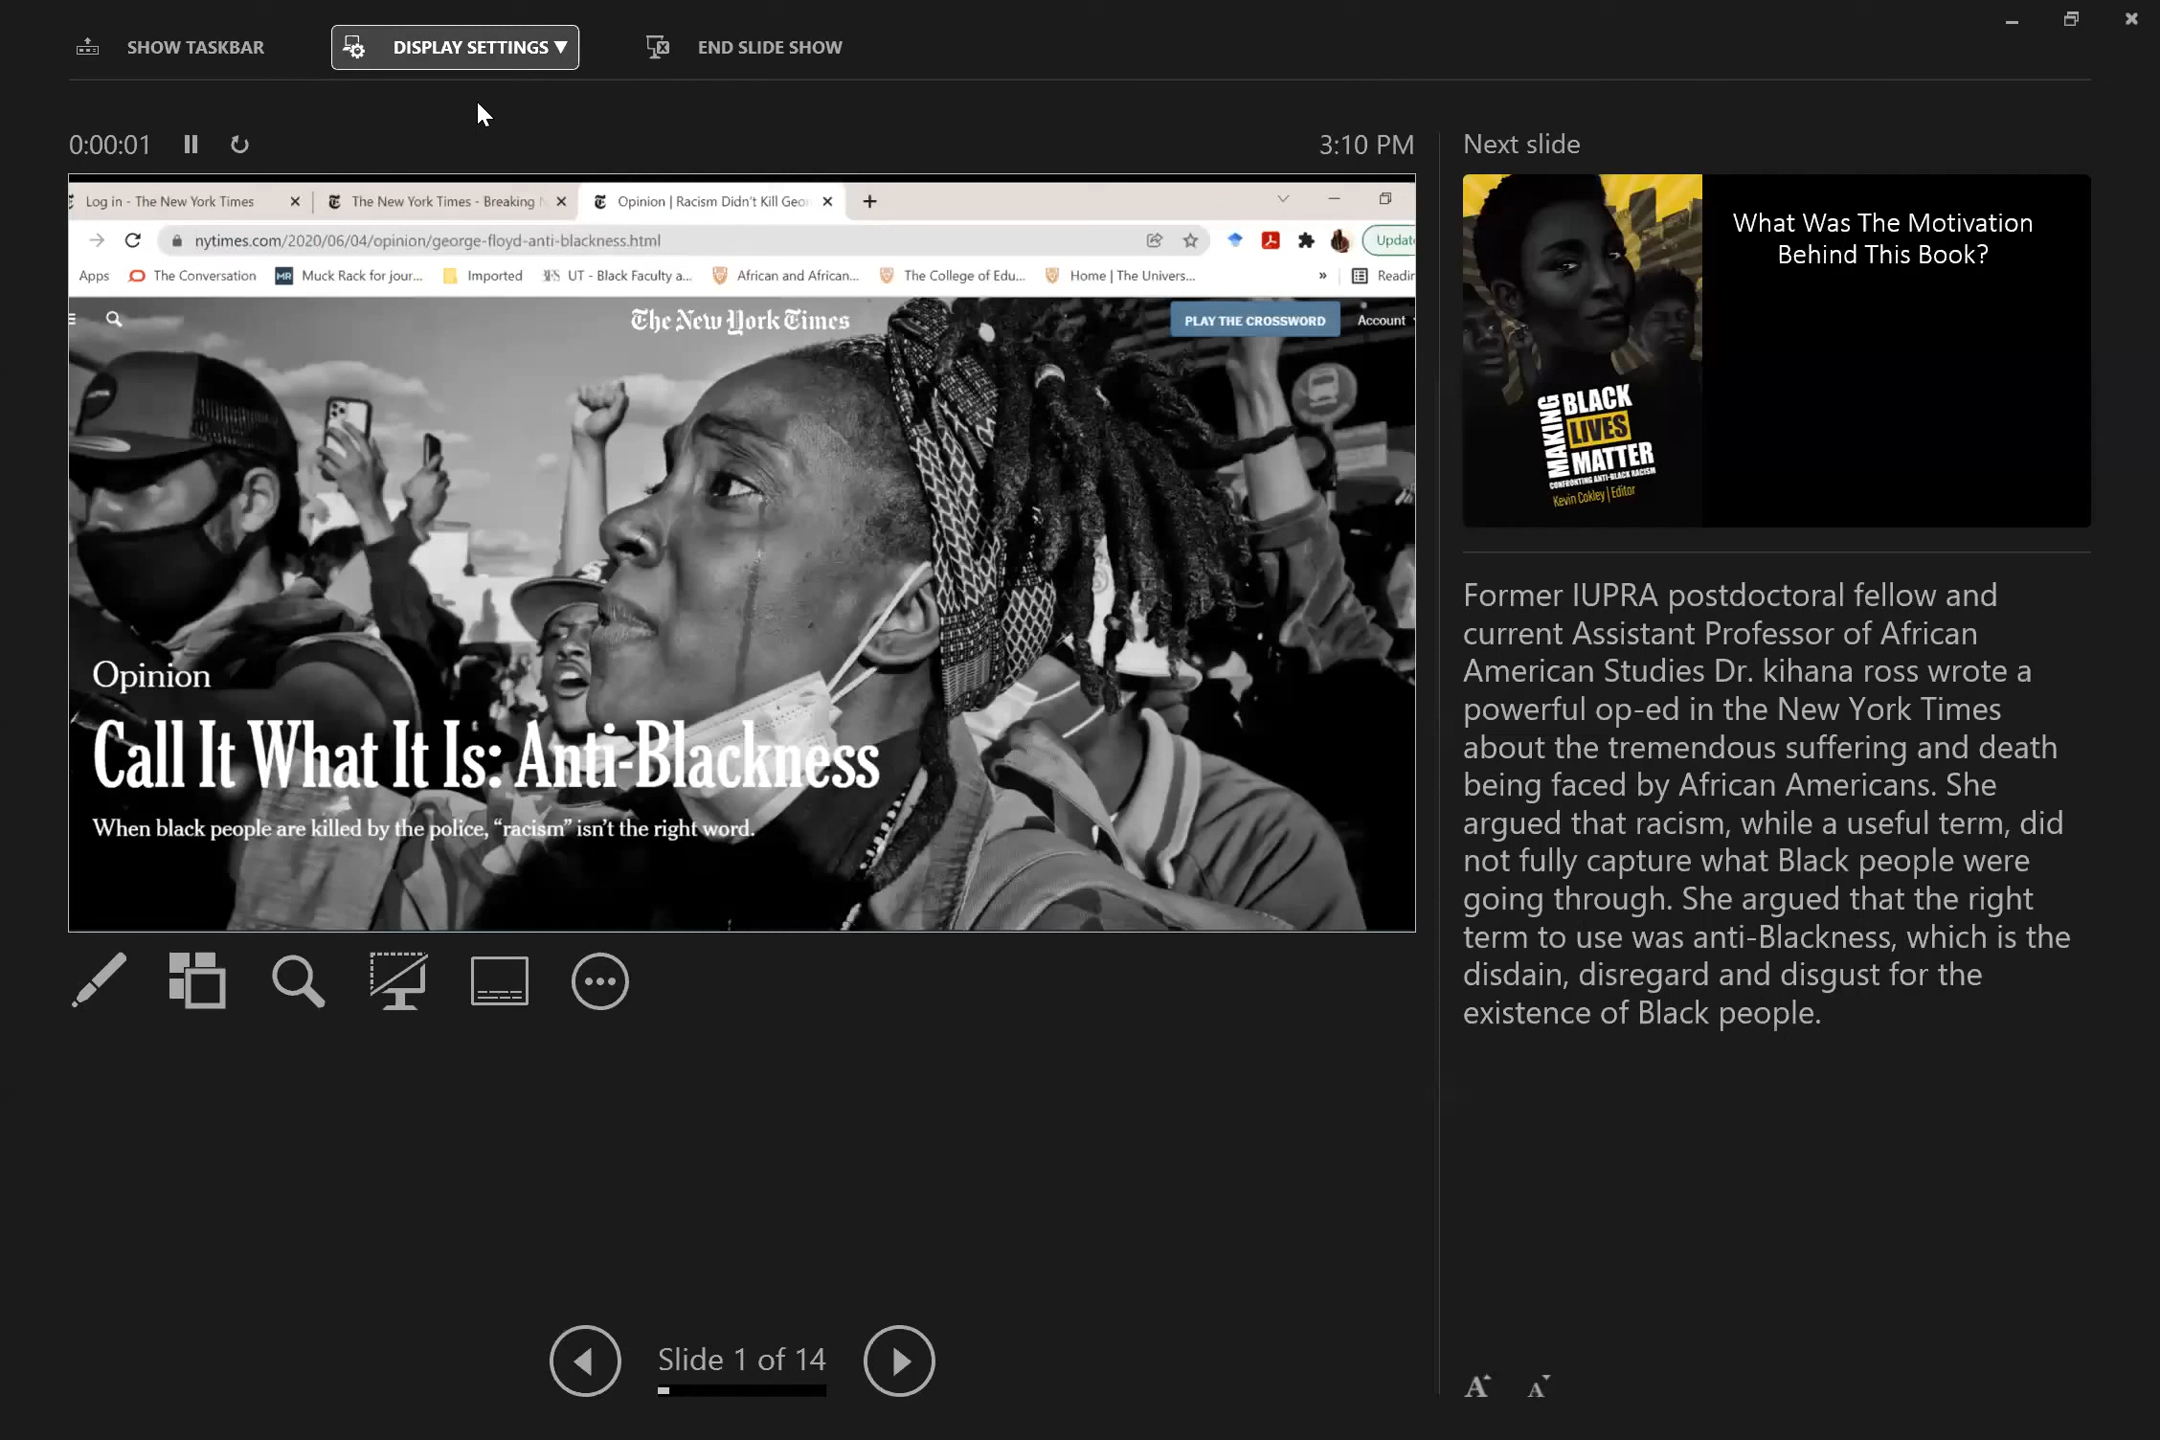 SHOW TASKBAR
DISPLAY SETTINGS ▼
END SLIDE SHOW
0:00:01
3:10 PM
Log in - The New York Times
The New York Times - Breaking
Opinion | Racism Didn't Kill Geor
nytimes.com/2020/06/04/opinion/george-floyd-anti-blackness.html
Update
Apps
The Conversation
MR
Muck Rack for jour...
Imported
UT - Black Faculty a...
African and African...
The College of Edu...
Home | The Univers...
»
Readin
The New York Times
PLAY THE CROSSWORD
Account
Opinion
Call It What It Is: Anti-Blackness
When black people are killed by the police, “racism” isn’t the right word.
Slide 1 of 14
Next slide
What Was The Motivation
Behind This Book?
MAKING
BLACK
LIVES
MATTER
CONFRONTING ANTI-BLACK RACISM
Kevin Cokley | Editor
Former IUPRA postdoctoral fellow and
current Assistant Professor of African
American Studies Dr. kihana ross wrote a
powerful op-ed in the New York Times
about the tremendous suffering and death
being faced by African Americans. She
argued that racism, while a useful term, did
not fully capture what Black people were
going through. She argued that the right
term to use was anti-Blackness, which is the
disdain, disregard and disgust for the
existence of Black people.
A A